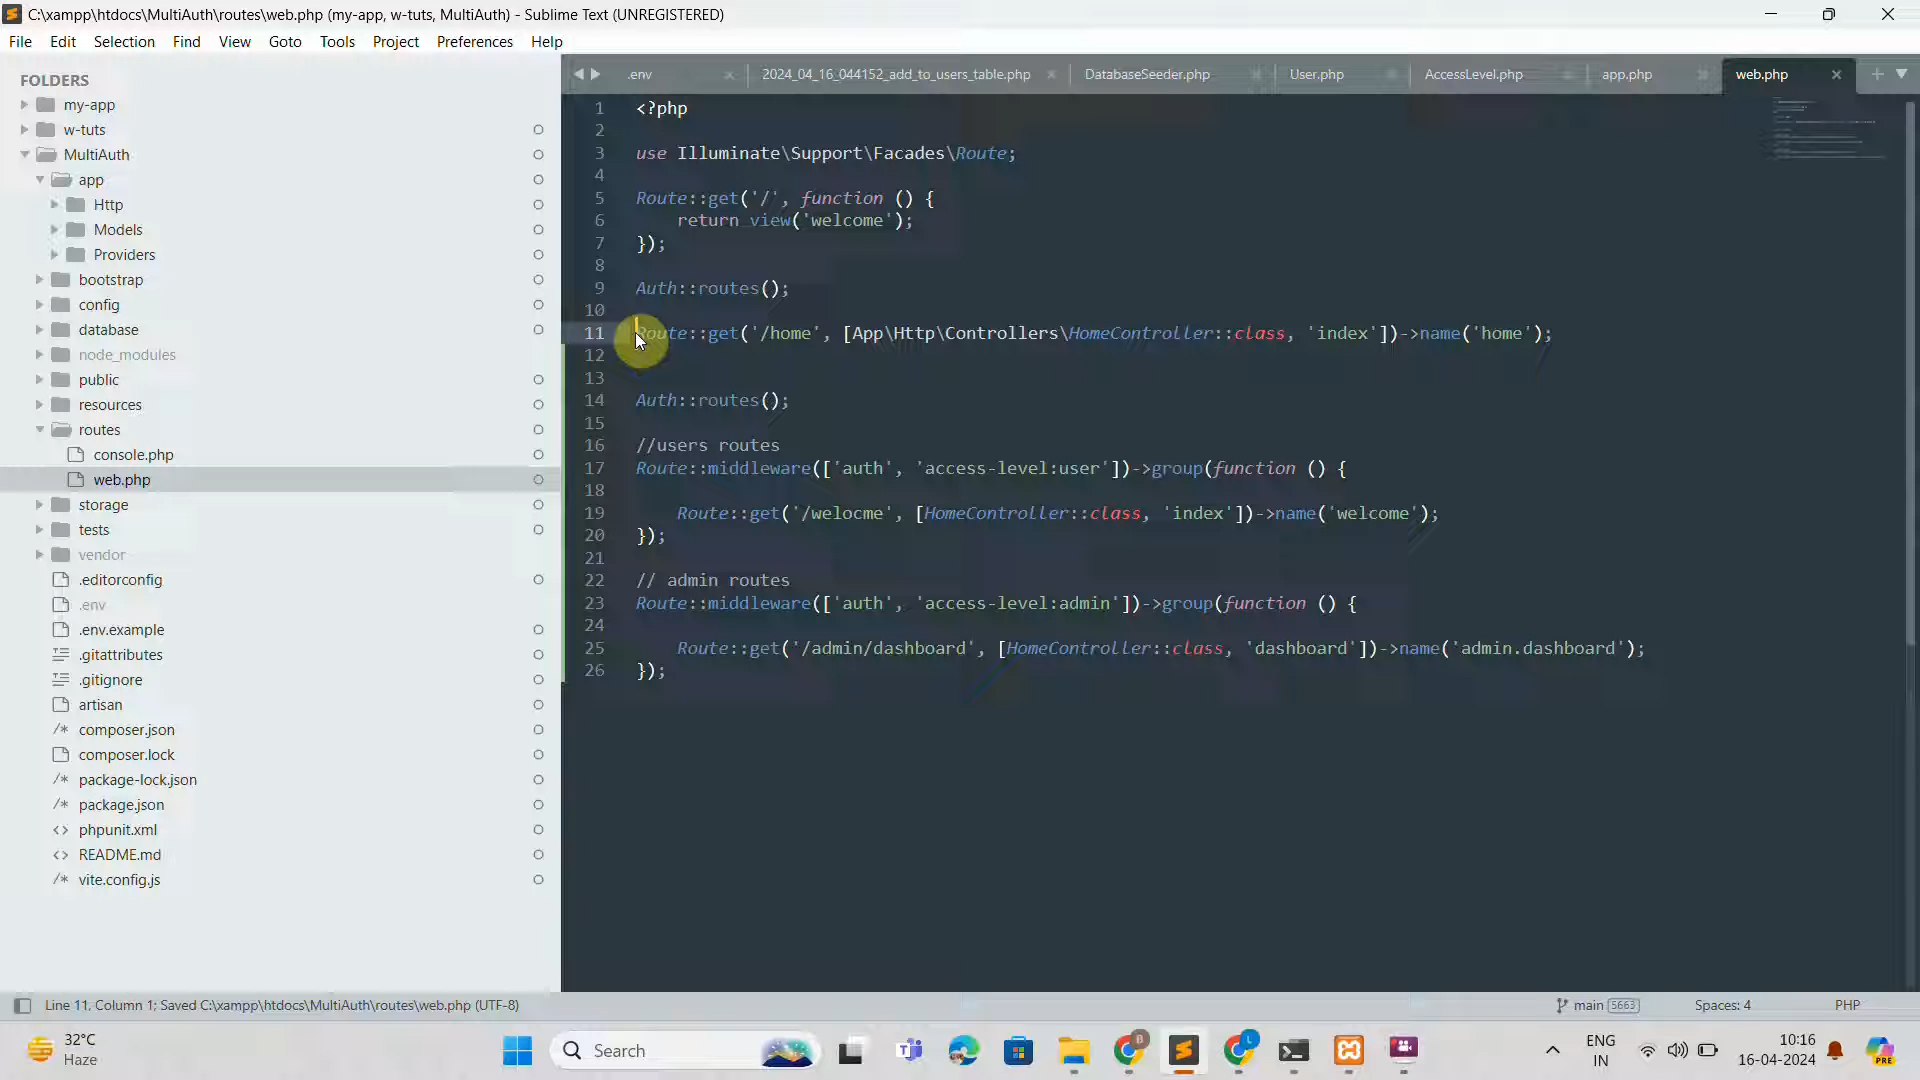 C:\xampp\htdocs\MultiAuth\routes\web.php (my-app, w-tuts, MultiAuth) - Sublime Text (UNREGISTERED)
File Edit Selection Find View Goto Tools Project Preferences Help
FOLDERS
my-app
w-tuts
MultiAuth
app
Http
Models
Providers
bootstrap
config
database
node_modules
public
resources
routes
console.php
web.php
storage
tests
vendor
.editorconfig
.env
.env.example
.gitattributes
.gitignore
artisan
composer.json
composer.lock
package-lock.json
package.json
phpunit.xml
README.md
vite.config.js
.env 2024_04_16_044152_add_to_users_table.php DatabaseSeeder.php User.php AccessLevel.php app.php web.php
1 <?php
2
3 use Illuminate\Support\Facades\Route;
4
5 Route::get('/', function () {
6 return view('welcome');
7 });
8
9 Auth::routes();
10
11 Route::get('/home', [App\Http\Controllers\HomeController::class, 'index'])->name('home');
12
13
14 Auth::routes();
15
16 //users routes
17 Route::middleware(['auth', 'access-level:user'])->group(function () {
18
19 Route::get('/welocme', [HomeController::class, 'index'])->name('welcome');
20 });
21
22 // admin routes
23 Route::middleware(['auth', 'access-level:admin'])->group(function () {
24
25 Route::get('/admin/dashboard', [HomeController::class, 'dashboard'])->name('admin.dashboard');
26 });
Line 11, Column 1; Saved C:\xampp\htdocs\MultiAuth\routes\web.php (UTF-8) main 5663 Spaces: 4 PHP
32°C
Haze
Search
ENG
IN
10:16
16-04-2024
PRE